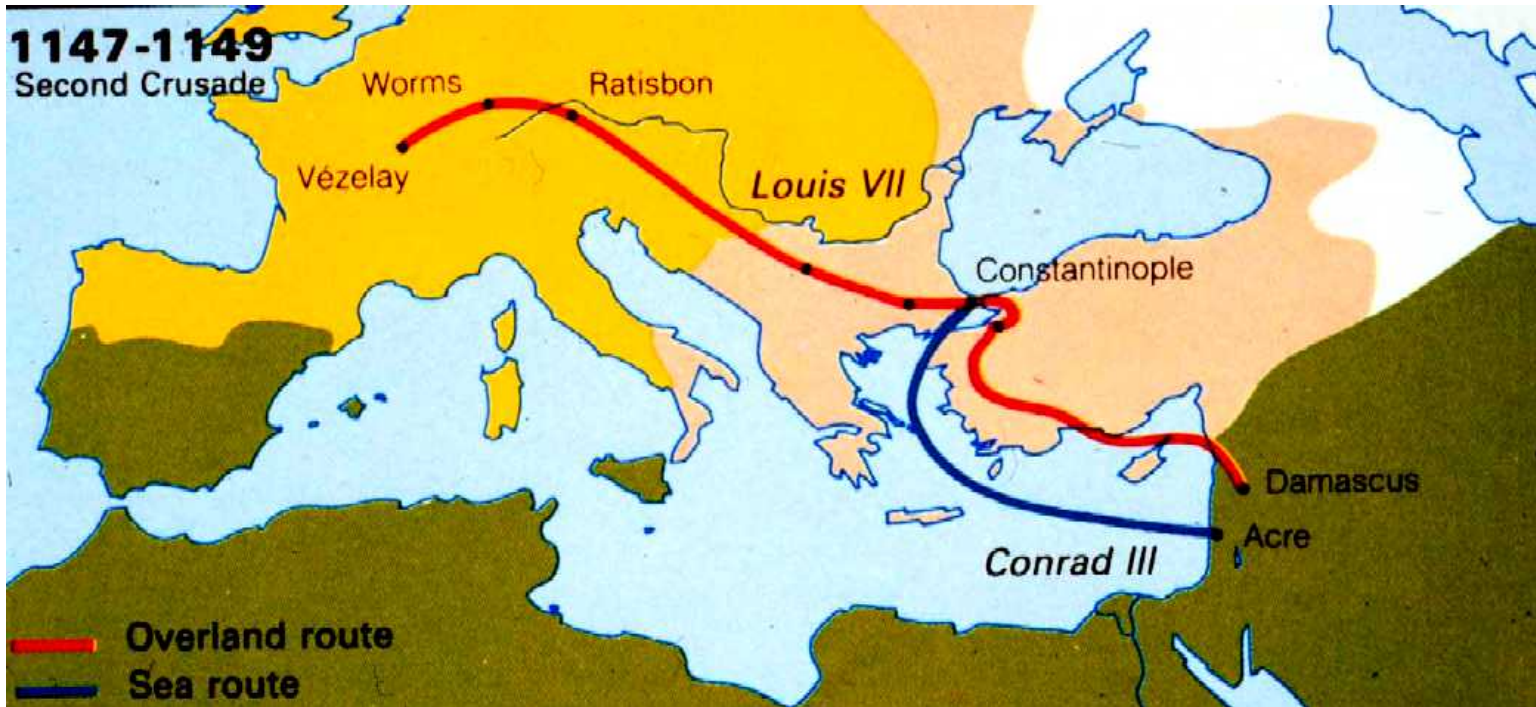 1147-1149
Second Crusade
Worms
Ratisbon
Vézelay
Louis VII
Constantinople
Damascus
Acre
Conrad III
Overland route
Sea route